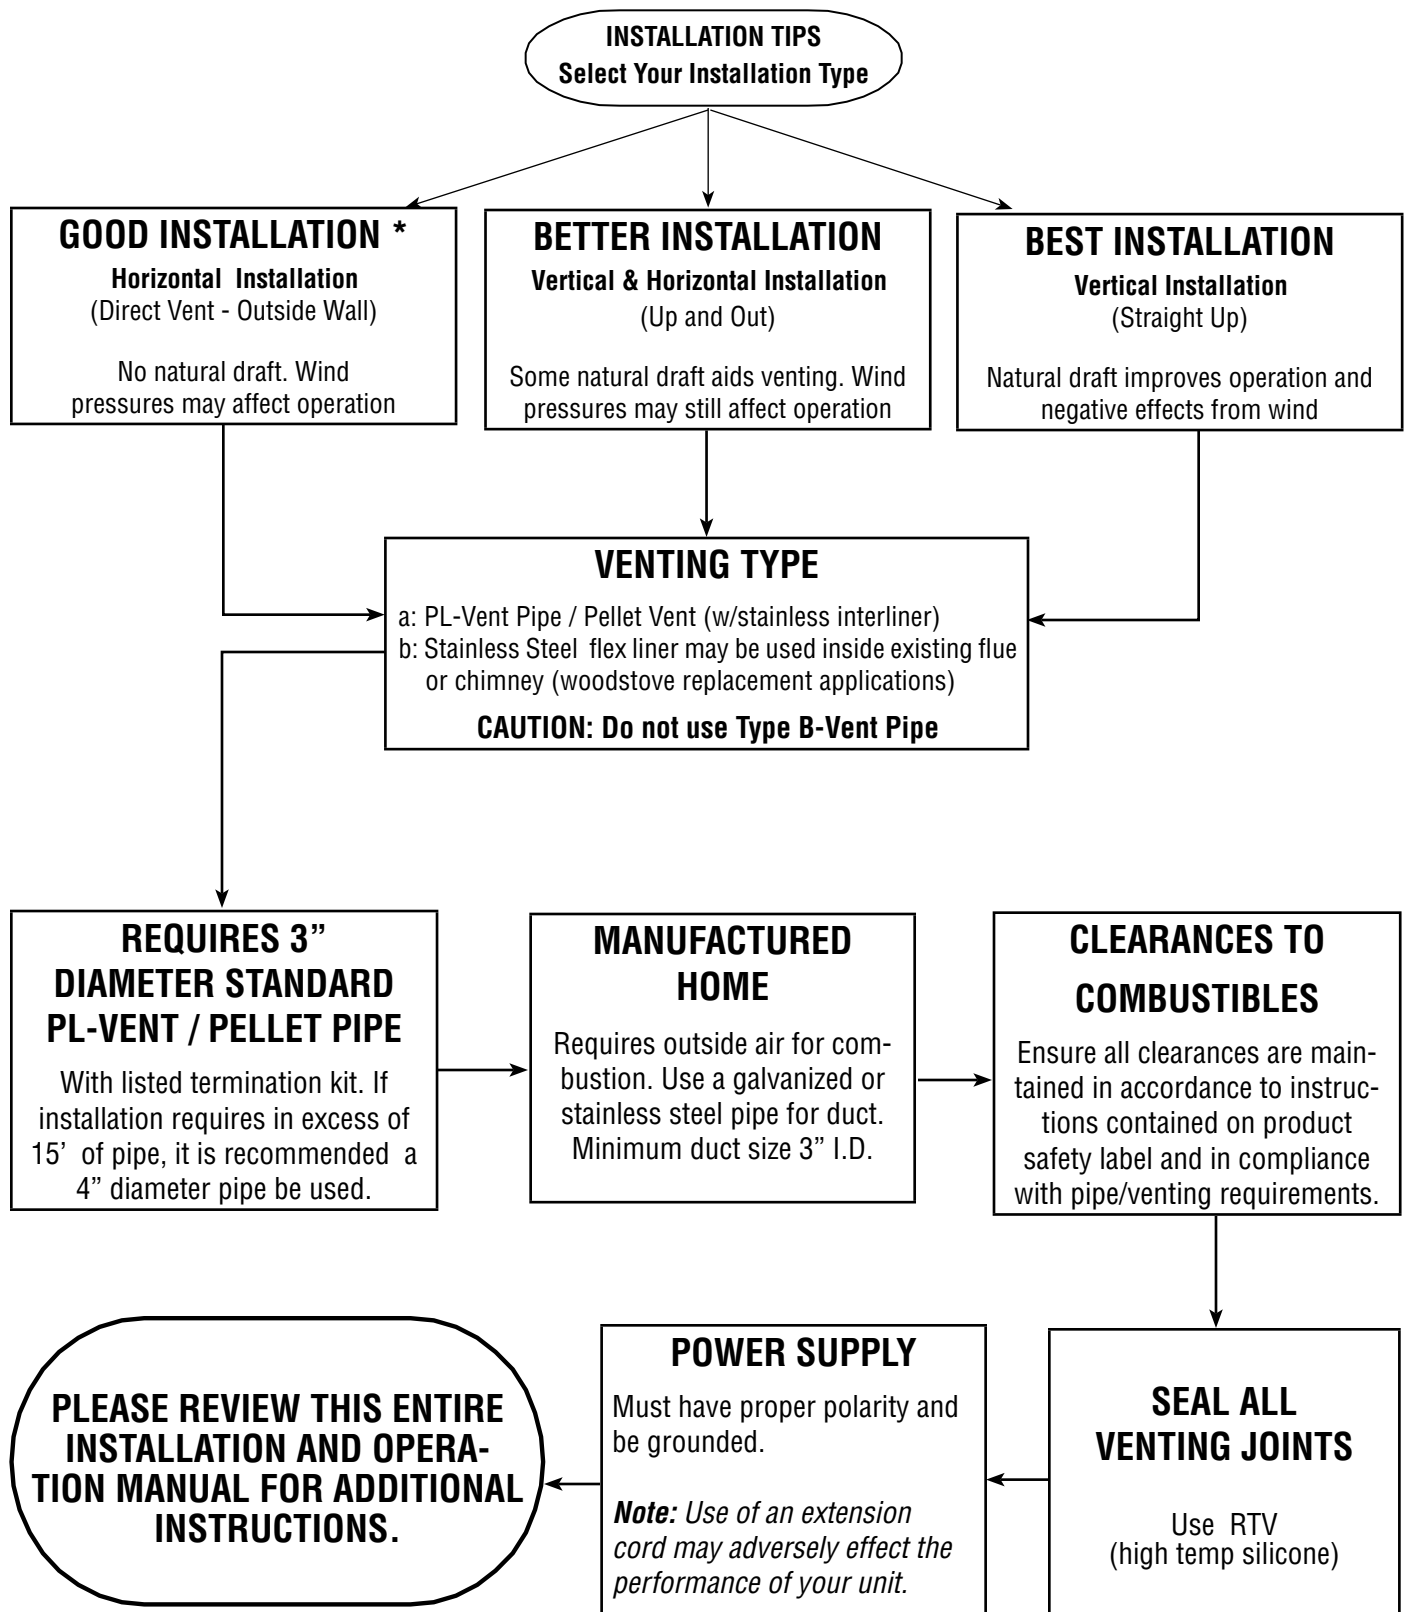 INSTALLATION TIPS
Select Your Installation Type
GOOD INSTALLATION *
Horizontal Installation
(Direct Vent - Outside Wall)
No natural draft. Wind
pressures may affect operation
BETTER INSTALLATION
Vertical & Horizontal Installation
(Up and Out)
Some natural draft aids venting. Wind
pressures may still affect operation
BEST INSTALLATION
Vertical Installation
(Straight Up)
Natural draft improves operation and
negative effects from wind
VENTING TYPE
a: PL-Vent Pipe / Pellet Vent (w/stainless interliner)
b: Stainless Steel flex liner may be used inside existing flue
or chimney (woodstove replacement applications)
CAUTION: Do not use Type B-Vent Pipe
REQUIRES 3”
DIAMETER STANDARD
PL-VENT / PELLET PIPE
With listed termination kit. If
installation requires in excess of
15’ of pipe, it is recommended a
4” diameter pipe be used.
MANUFACTURED
HOME
Requires outside air for com-
bustion. Use a galvanized or
stainless steel pipe for duct.
Minimum duct size 3” I.D.
CLEARANCES TO
COMBUSTIBLES
Ensure all clearances are main-
tained in accordance to instruc-
tions contained on product
safety label and in compliance
with pipe/venting requirements.
SEAL ALL
VENTING JOINTS
Use RTV
(high temp silicone)
POWER SUPPLY
Must have proper polarity and
be grounded.
Note: Use of an extension
cord may adversely effect the
performance of your unit.
PLEASE REVIEW THIS ENTIRE
INSTALLATION AND OPERA-
TION MANUAL FOR ADDITIONAL
INSTRUCTIONS.